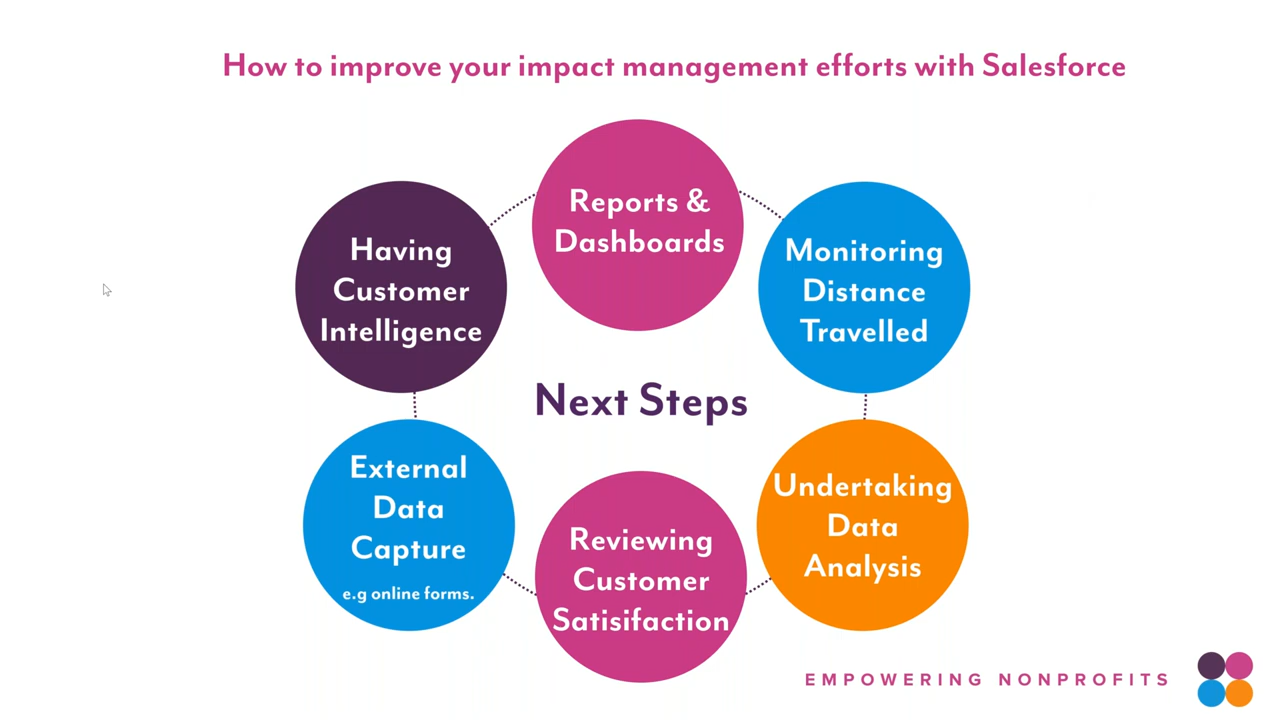 How to improve your impact management efforts with Salesforce
Reports &
Dashboards
Monitoring
Distance
Travelled
Undertaking
Data
Analysis
Reviewing
Customer
Satisifaction
External
Data
Capture
e.g online forms.
Having
Customer
Intelligence
Next Steps
EMPOWERING NONPROFITS